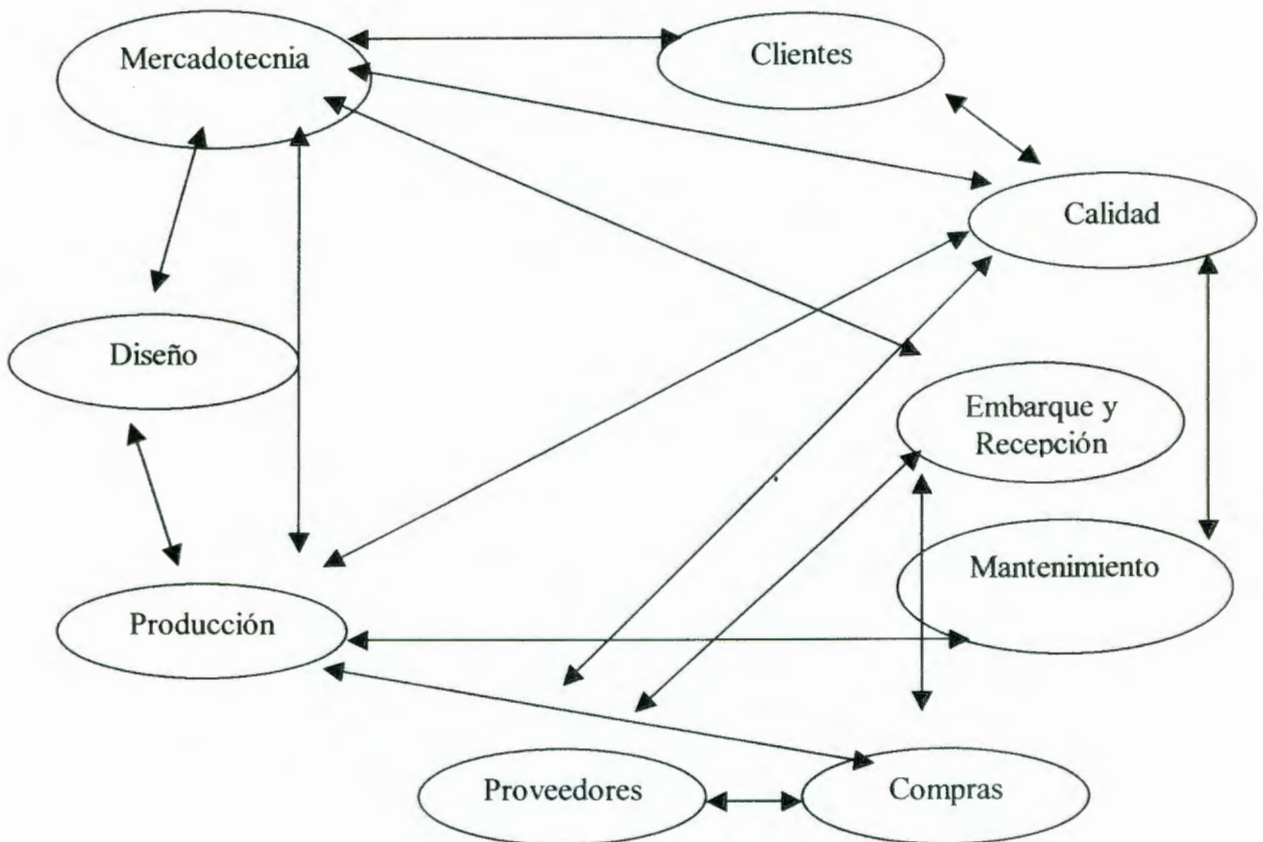 Mercadotecnia
Clientes
Calidad
Diseño
Embarque y
Recepción
Mantenimiento
Producción
Proveedores
Compras